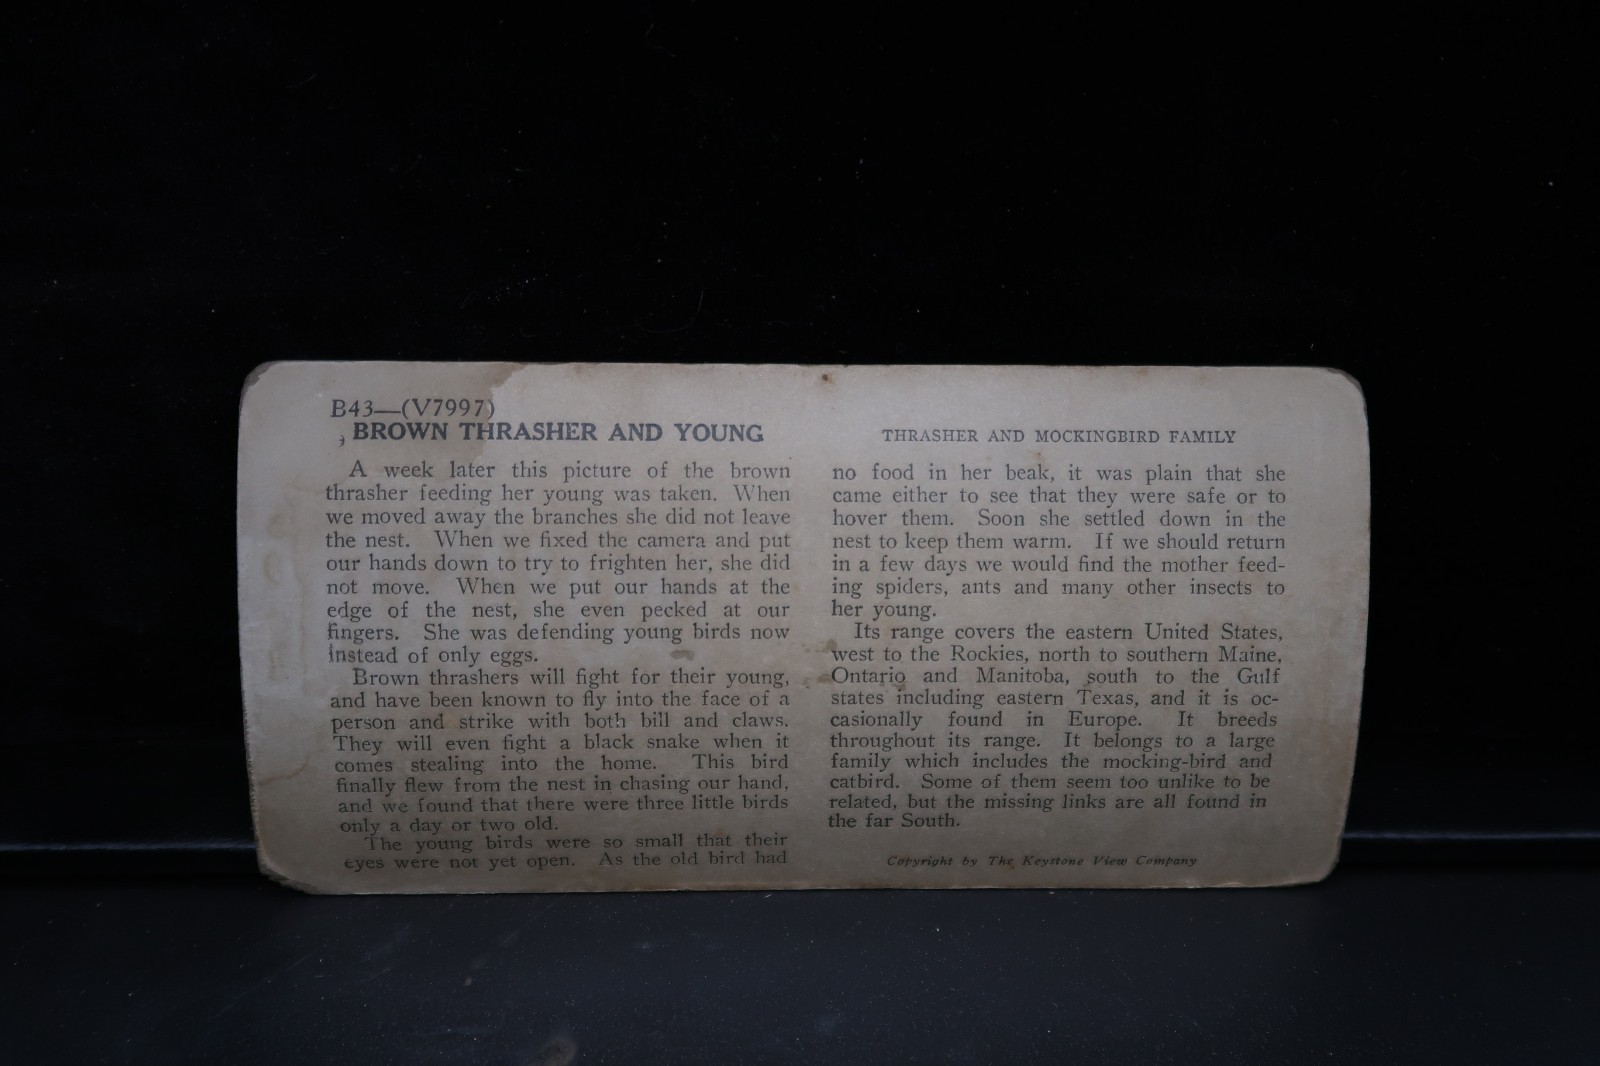 B43—(V7997)
BROWN THRASHER AND YOUNG
A week later this picture of the brown
thrasher feeding her young was taken. When
we moved away the branches she did not leave
the nest. When we fixed the camera and put
our hands down to try to frighten her, she did
not move. When we put our hands at the
edge of the nest, she even pecked at our
fingers. She was defending young birds now
instead of only eggs.
Brown thrashers will fight for their young,
and have been known to fly into the face of a
person and strike with both bill and claws.
They will even fight a black snake when it
comes stealing into the home. This bird
finally flew from the nest in chasing our hand,
and we found that there were three little birds
only a day or two old.
The young birds were so small that their
eyes were not yet open. As the old bird had
THRASHER AND MOCKINGBIRD FAMILY
no food in her beak, it was plain that she
came either to see that they were safe or to
hover them. Soon she settled down in the
nest to keep them warm. If we should return
in a few days we would find the mother feed-
ing spiders, ants and many other insects to
her young.
Its range covers the eastern United States,
west to the Rockies, north to southern Maine,
Ontario and Manitoba, south to the Gulf
states including eastern Texas, and it is oc-
casionally found in Europe. It breeds
throughout its range. It belongs to a large
family which includes the mocking-bird and
catbird. Some of them seem too unlike to be
related, but the missing links are all found in
the far South.
Copyright by The Keystone View Company